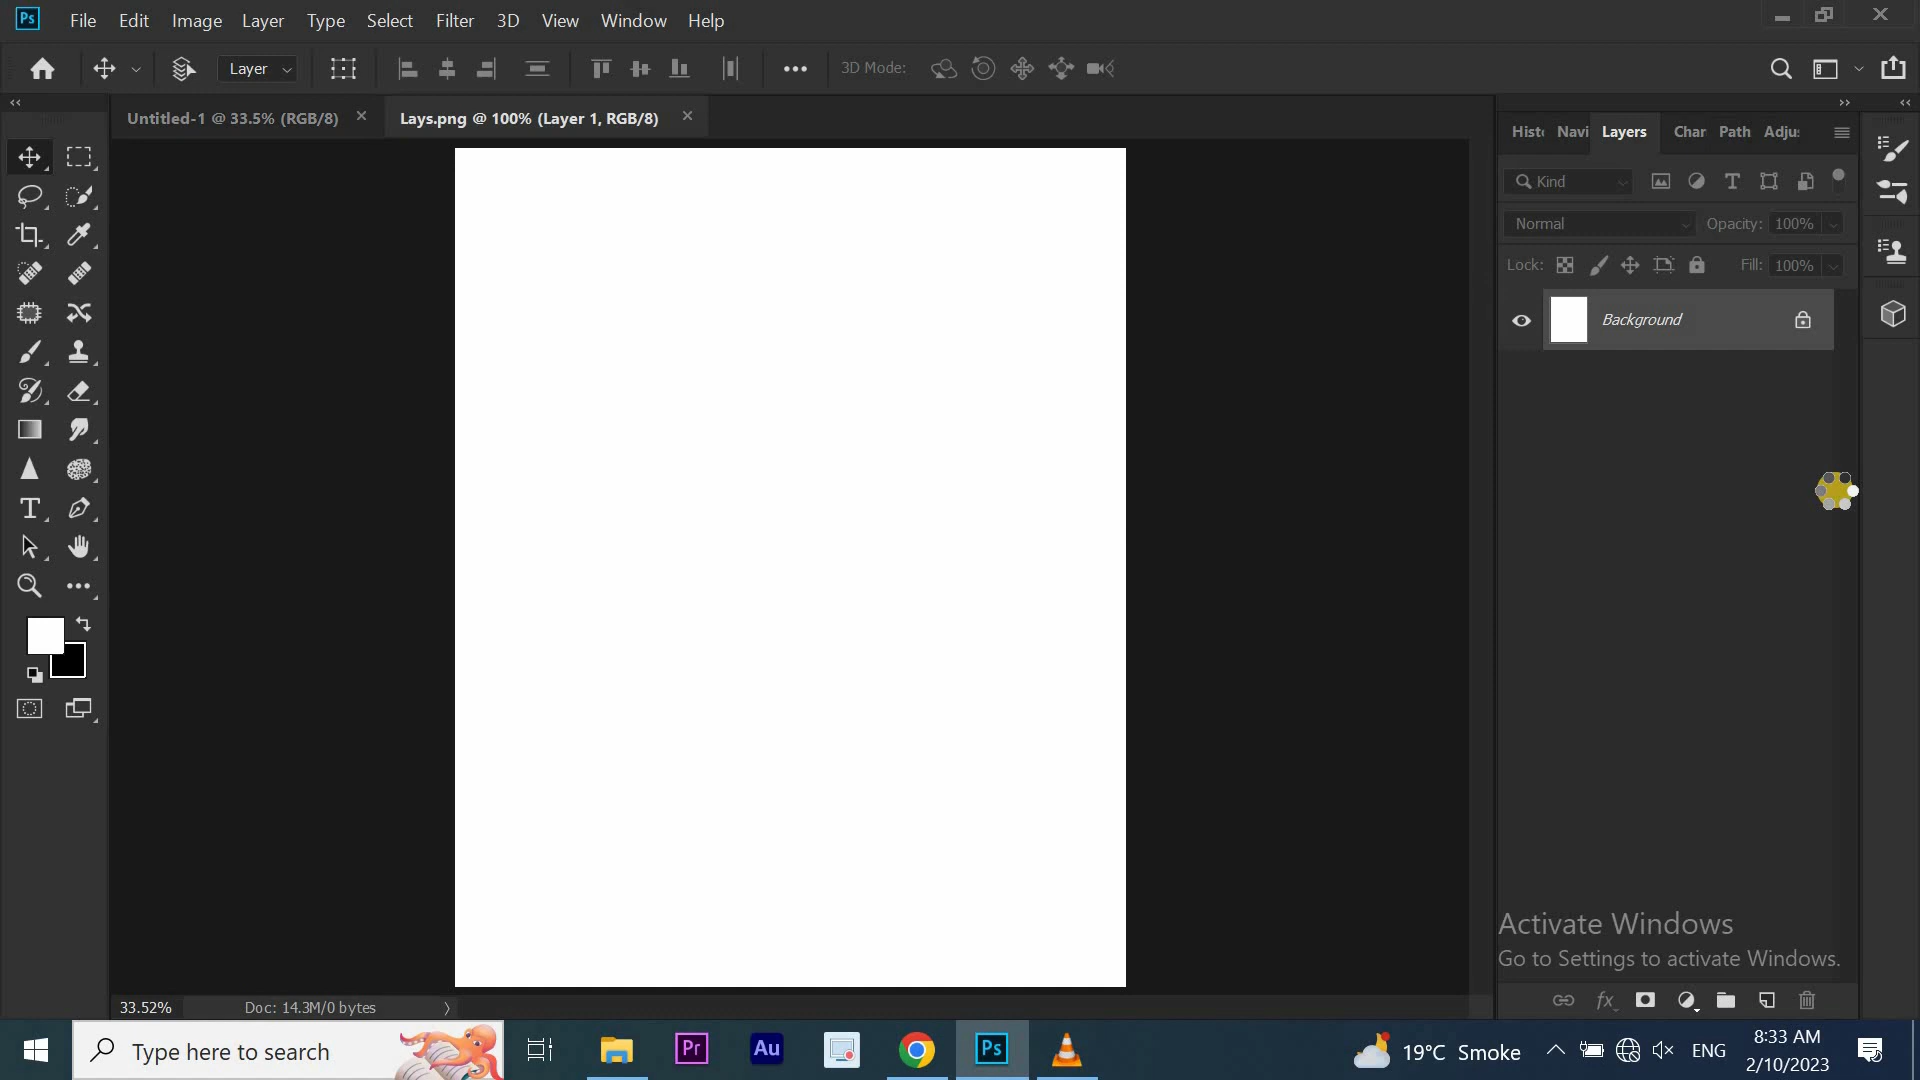 Ps File Edit Image Layer Type Select Filter 3D View Window Help
Layer 3D Mode:
Untitled-1 @ 33.5% (RGB/8) Lays.png @ 100% (Layer 1, RGB/8)
Histo Navi Layers Char Path Adju:
Kind
Normal Opacity: 100%
Lock: Fill: 100%
Background
Activate Windows
Go to Settings to activate Windows.
33.52% Doc: 14.3M/0 bytes
Type here to search Pr Au Ps 19°C Smoke ENG 8:33 AM
2/10/2023